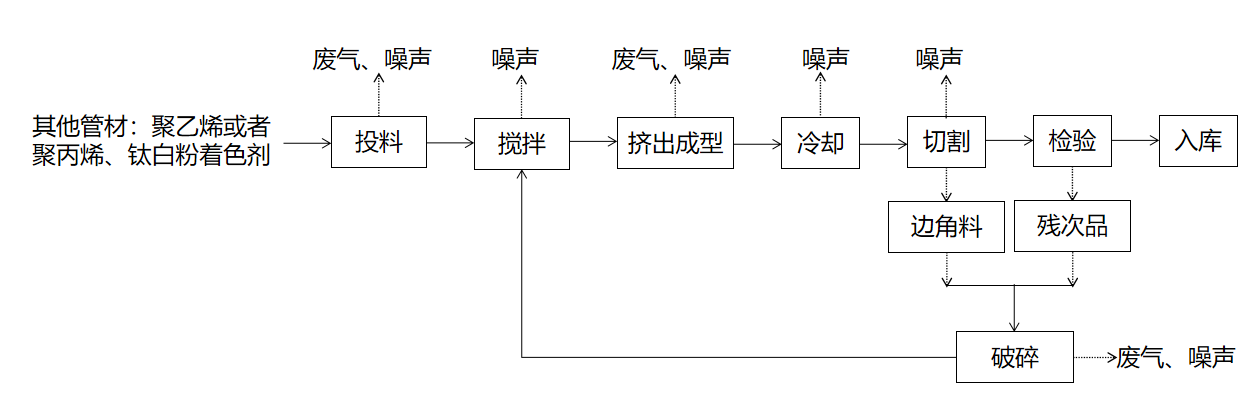 废气、噪声
噪声
废气、噪声
噪声
噪声
其他管材：聚乙烯或者
聚丙烯、钛白粉着色剂
投料
搅拌
挤出成型
冷却
切割
检验
入库
边角料
残次品
破碎
废气、噪声